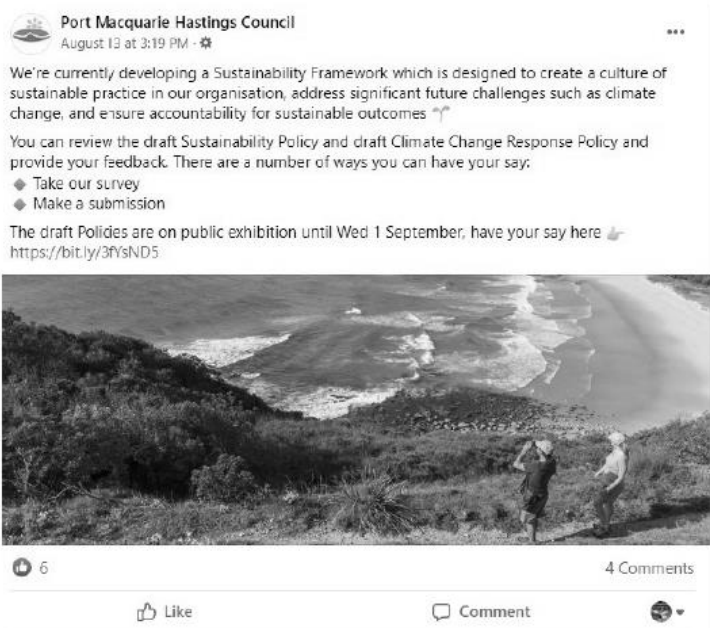 Port Macquarie Hastings Council
August 13 at 3:19 PM ·
We're currently developing a Sustainability Framework which is designed to create a culture of
sustainable practice in our organisation, address significant future challenges such as climate
change, and ensure accountability for sustainable outcomes
You can review the draft Sustainability Policy and draft Climate Change Response Policy and
provide your feedback. There are a number of ways you can have your say:
Take our survey
Make a submission
The draft Policies are on public exhibition until Wed 1 September, have your say here
https://bit.ly/3fYsND5
6
4 Comments
Like
Comment